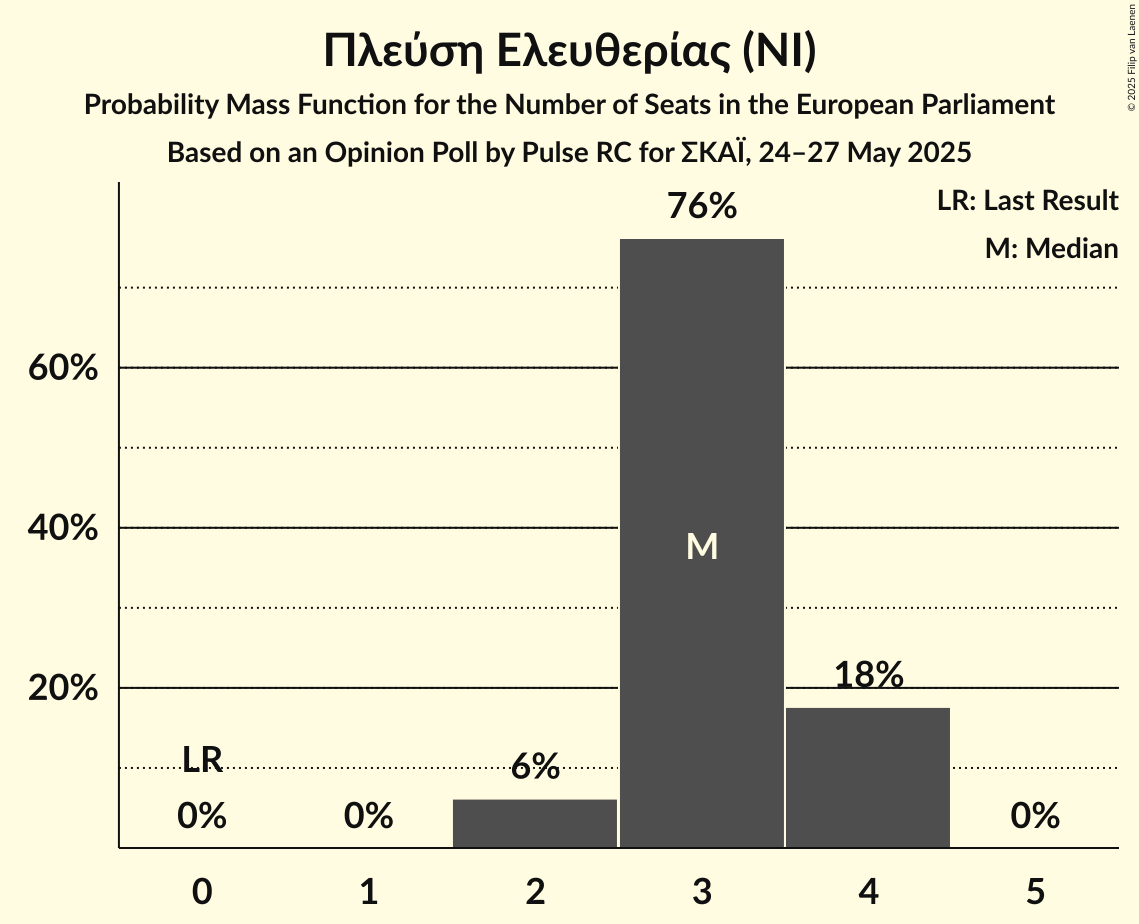 Πλεύση Ελευθερίας (NI)
Probability Mass Function for the Number of Seats in the European Parliament
Based on an Opinion Poll by Pulse RC for ΣΚΑΪ, 24–27 May 2025
© 2025 Filip van Laenen
LR: Last Result
M: Median
76%
60%
40%
M
20%
18%
LR
6%
0%
0%
0%
0
1
2
3
4
5